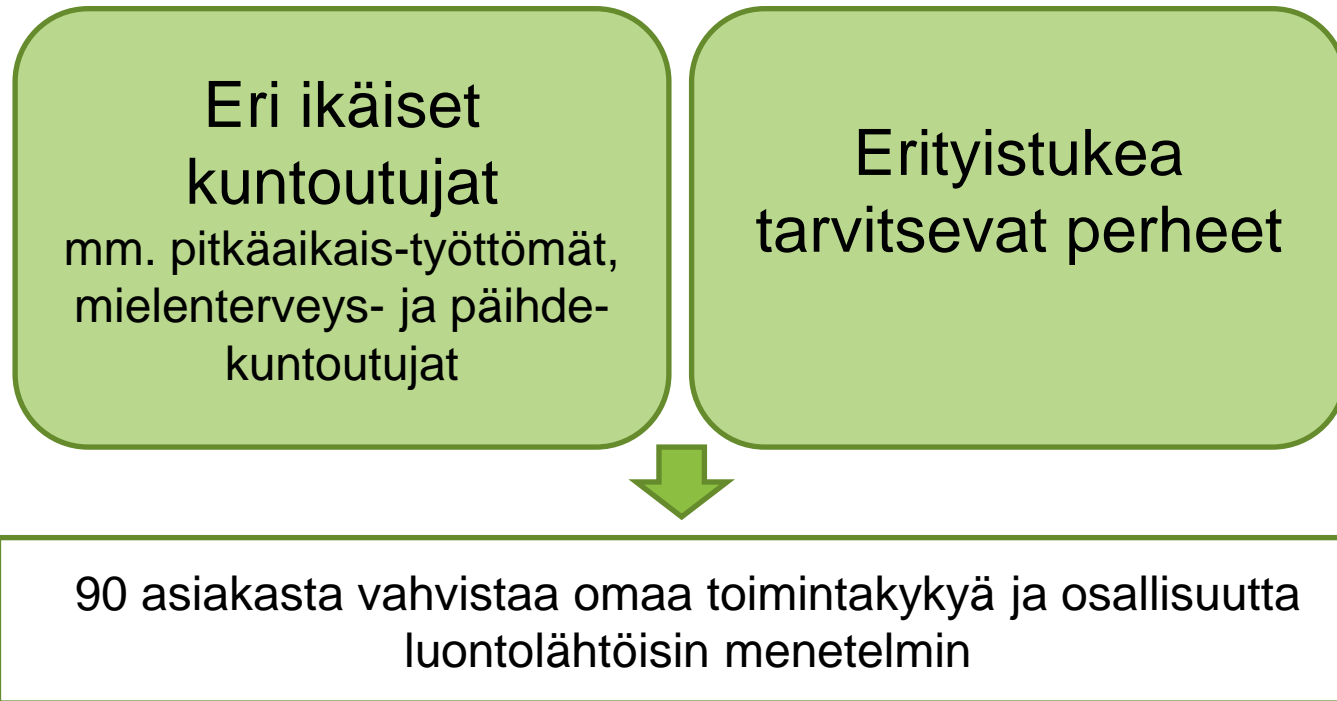 Eri ikäiset
kuntoutujat
mm. pitkäaikais-työttömät,
mielenterveys- ja päihde-
kuntoutujat
Erityistukea
tarvitsevat perheet
90 asiakasta vahvistaa omaa toimintakykyä ja osallisuutta
luontolähtöisin menetelmin